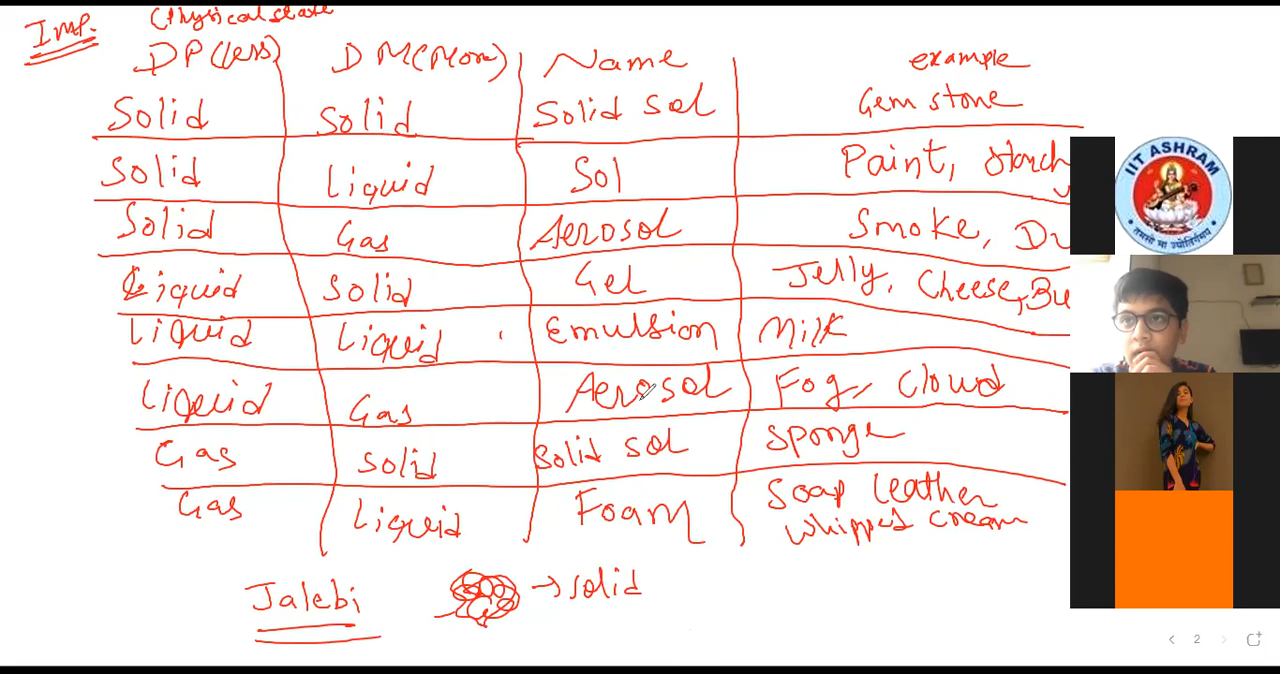 Imp. (Physical state
DP(less) DM(More) Name example
Solid Solid Solid sol Gem stone
Solid Liquid Sol Paint, Starch
Solid Gas Aerosol Smoke, Du
Liquid Solid Gel Jelly, Cheese, Bu
Liquid Liquid Emulsion Milk
Liquid Gas Aerosol Fog, Cloud
Gas Solid Solid sol Sponge
Gas Liquid Foam Soap leather
Whipped cream
Jalebi → solid
IIT ASHRAM
तमसो मा ज्योतिर्गमय
< 2 >